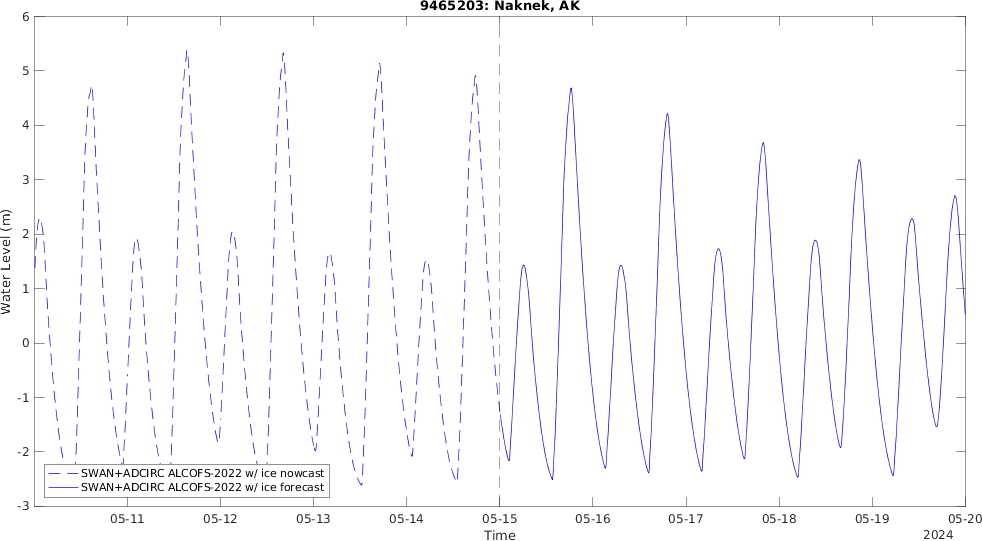 9465203: Naknek, AK
6
5
4
3
2
1
0
-1
-2
-3
Water Level (m)
SWAN+ADCIRC ALCOFS-2022 w/ ice nowcast
SWAN+ADCIRC ALCOFS-2022 w/ ice forecast
05-11 05-12 05-13 05-14 05-15 05-16 05-17 05-18 05-19 05-20
Time
2024